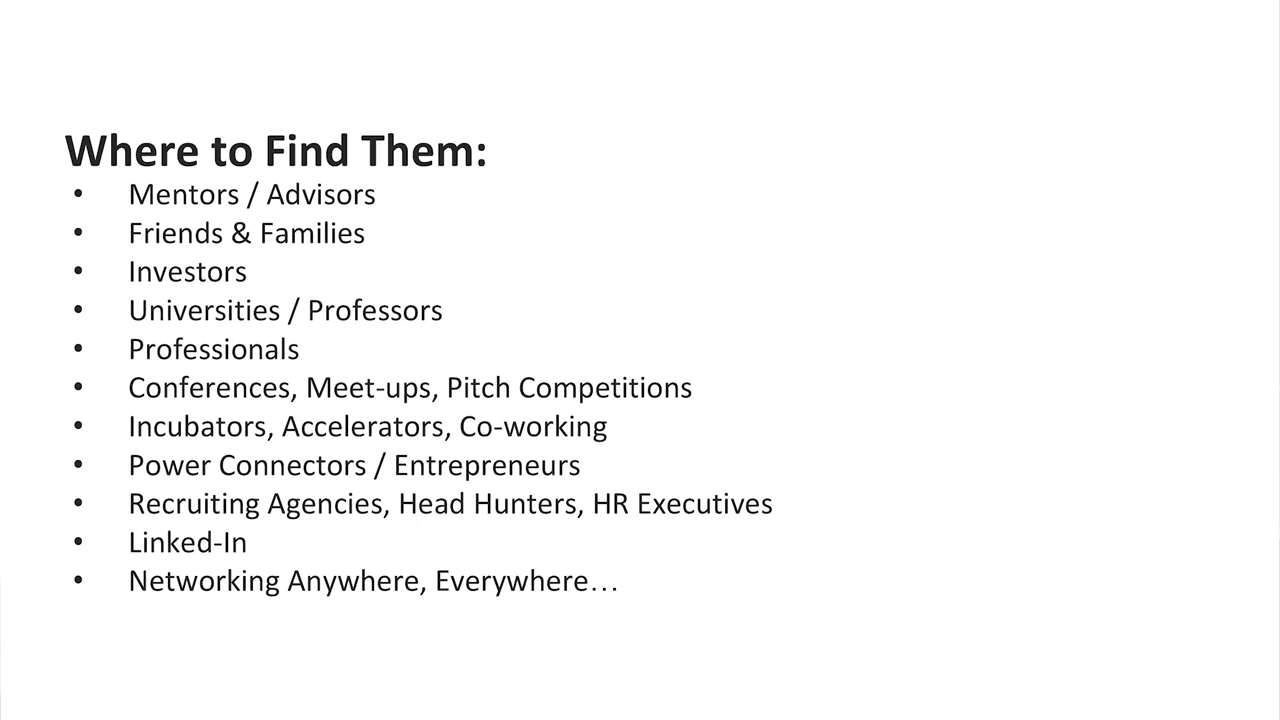 Where to Find Them:
• Mentors / Advisors
• Friends & Families
• Investors
• Universities / Professors
• Professionals
• Conferences, Meet-ups, Pitch Competitions
• Incubators, Accelerators, Co-working
• Power Connectors / Entrepreneurs
• Recruiting Agencies, Head Hunters, HR Executives
• Linked-In
• Networking Anywhere, Everywhere…